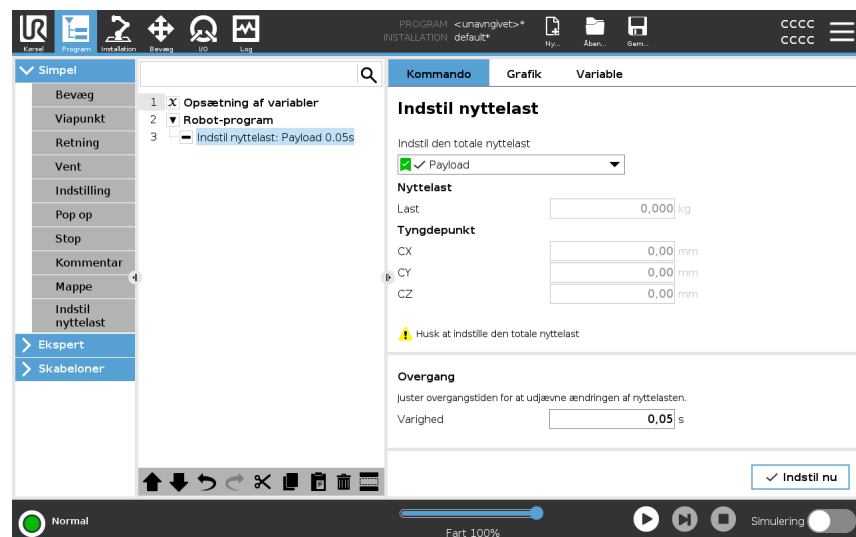 UR
PROGRAM <unavngivet>*
INSTALLATION default*
CCCC
CCCC
Kørsel Program Installation Bevæg I/O Log Ny... Åben... Gem...
Simpel
Bevæg
Viapunkt
Retning
Vent
Indstilling
Pop op
Stop
Kommentar
Mappe
Indstil
nyttelast
Ekspert
Skabeloner
1 X Opsætning af variabler
2 Robot-program
3 Indstil nyttelast: Payload 0.05s
Kommando Grafik Variable
Indstil nyttelast
Indstil den totale nyttelast
Payload
Nyttelast
Last 0,000 kg
Tyngdepunkt
CX 0,00 mm
CY 0,00 mm
CZ 0,00 mm
Husk at indstille den totale nyttelast
Overgang
Juster overgangstiden for at udjævne ændringen af nyttelasten.
Varighed 0,05 s
Indstil nu
Normal
Fart 100%
Simulering